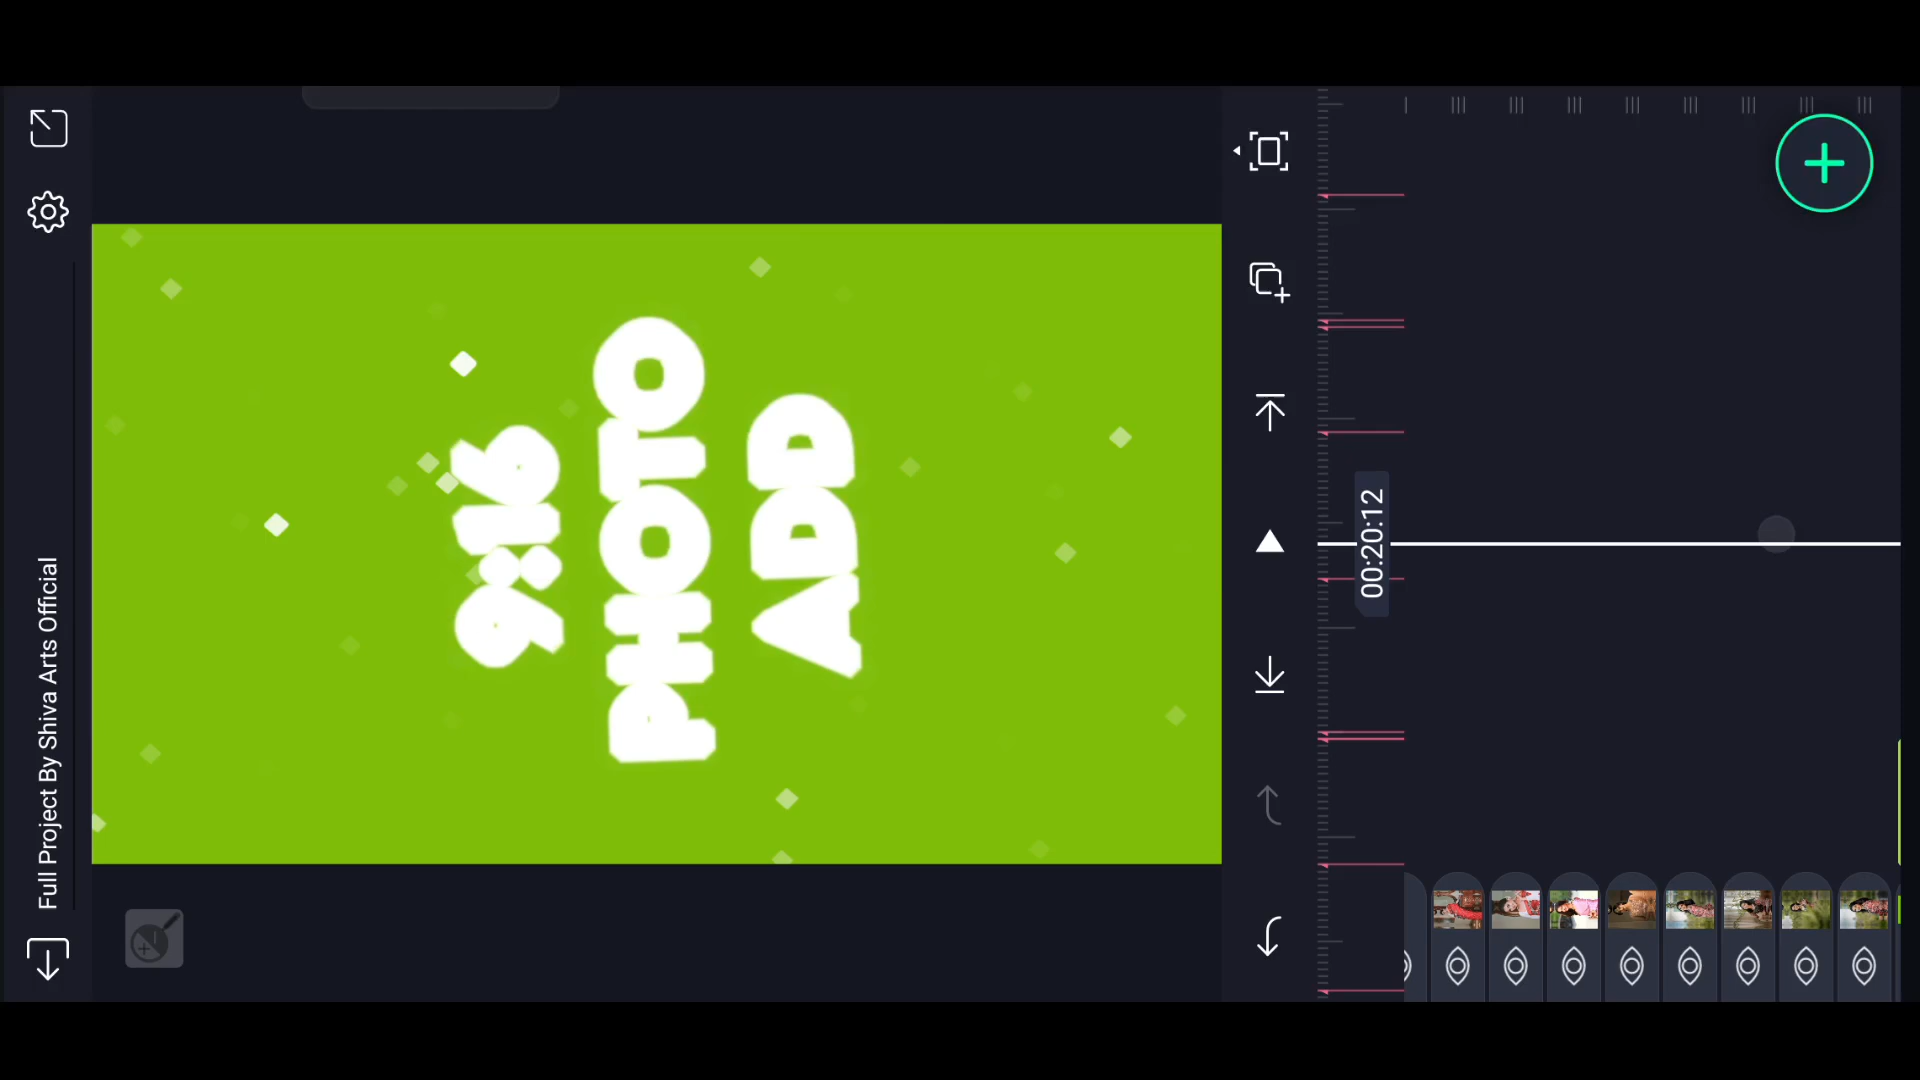 Full Project By Shiva Arts Official
9:16
PHOTO
ADD
00:20:12